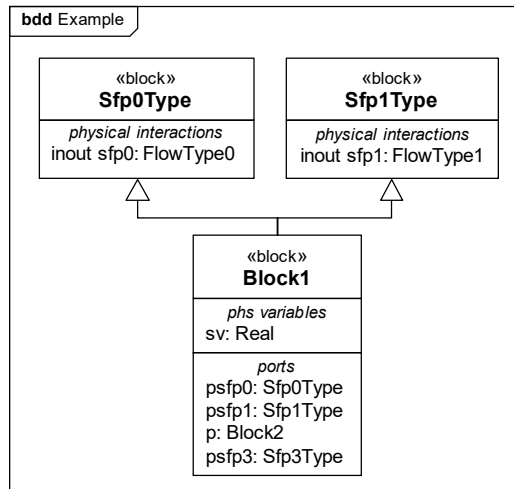 bdd Example
«block»
Sfp0Type
physical interactions
inout sfp0: FlowType0
«block»
Sfp1Type
physical interactions
inout sfp1: FlowType1
«block»
Block1
phs variables
sv: Real
ports
psfp0: Sfp0Type
psfp1: Sfp1Type
p: Block2
psfp3: Sfp3Type